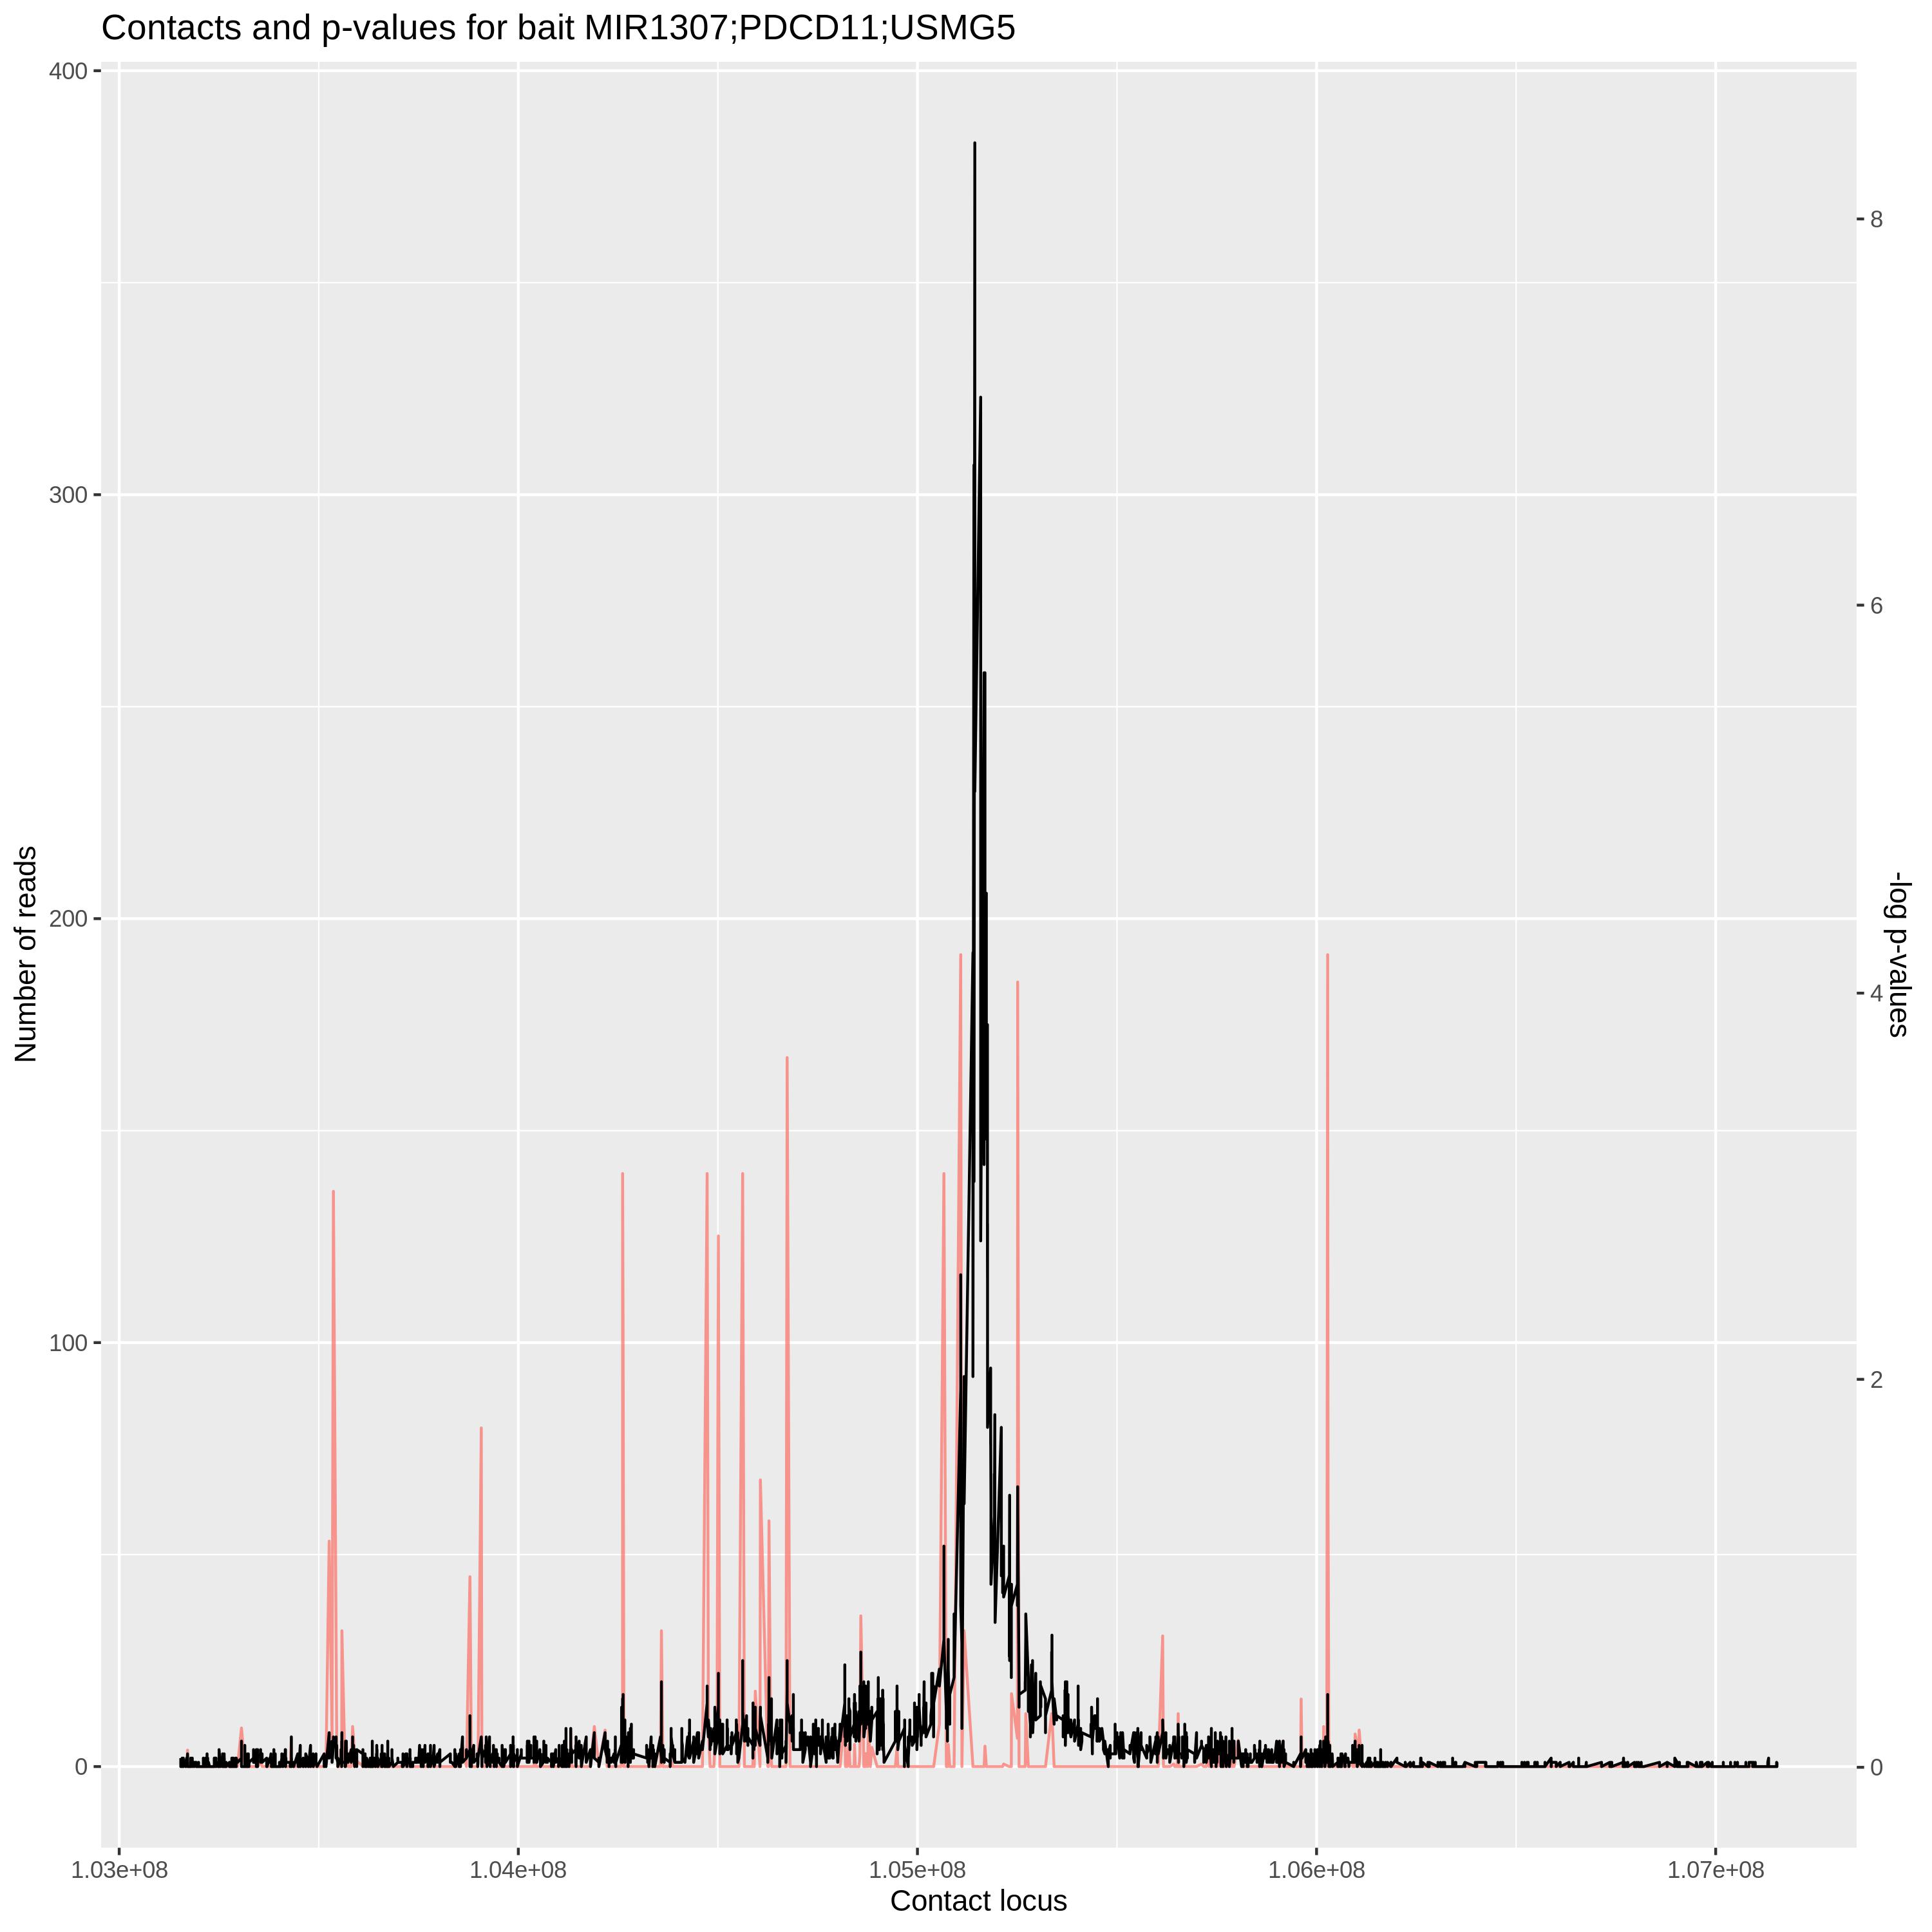 Contacts and p-values for bait MIR1307;PDCD11;USMG5
400
300
200
100
0
Number of reads
8
6
4
2
0
-log p-values
1.03e+08 1.04e+08 1.05e+08 1.06e+08 1.07e+08
Contact locus